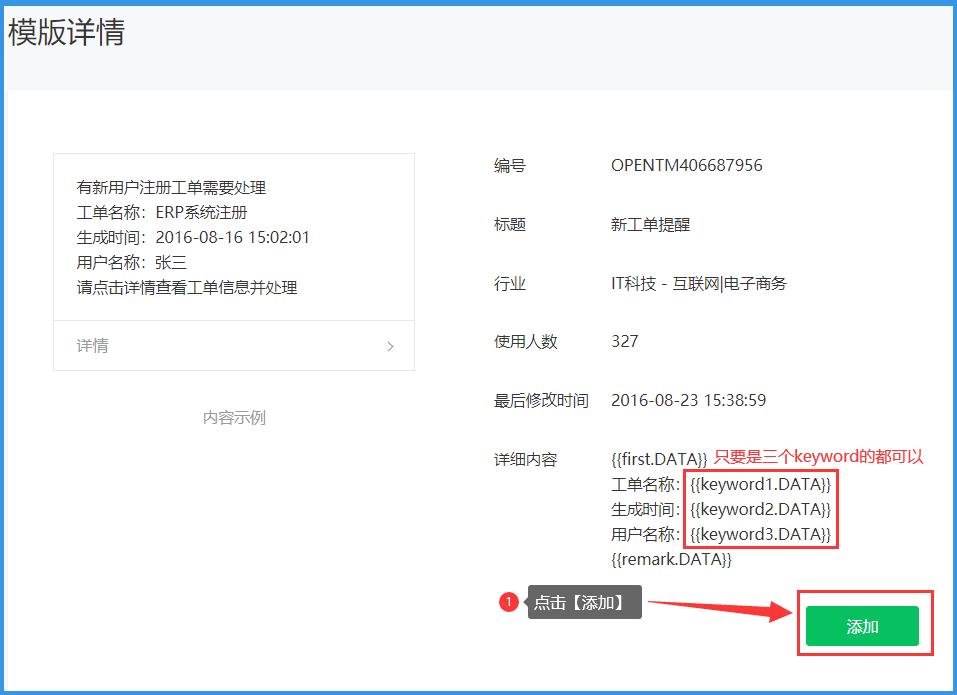 模版详情
有新用户注册工单需要处理
工单名称：ERP系统注册
生成时间：2016-08-16 15:02:01
用户名称：张三
请点击详情查看工单信息并处理
详情
内容示例
编号 OPENTM406687956
标题 新工单提醒
行业 IT科技 - 互联网|电子商务
使用人数 327
最后修改时间 2016-08-23 15:38:59
详细内容 {{first.DATA}} 只要是三个keyword的都可以
工单名称：{{keyword1.DATA}}
生成时间：{{keyword2.DATA}}
用户名称：{{keyword3.DATA}}
{{remark.DATA}}
1 点击【添加】
添加